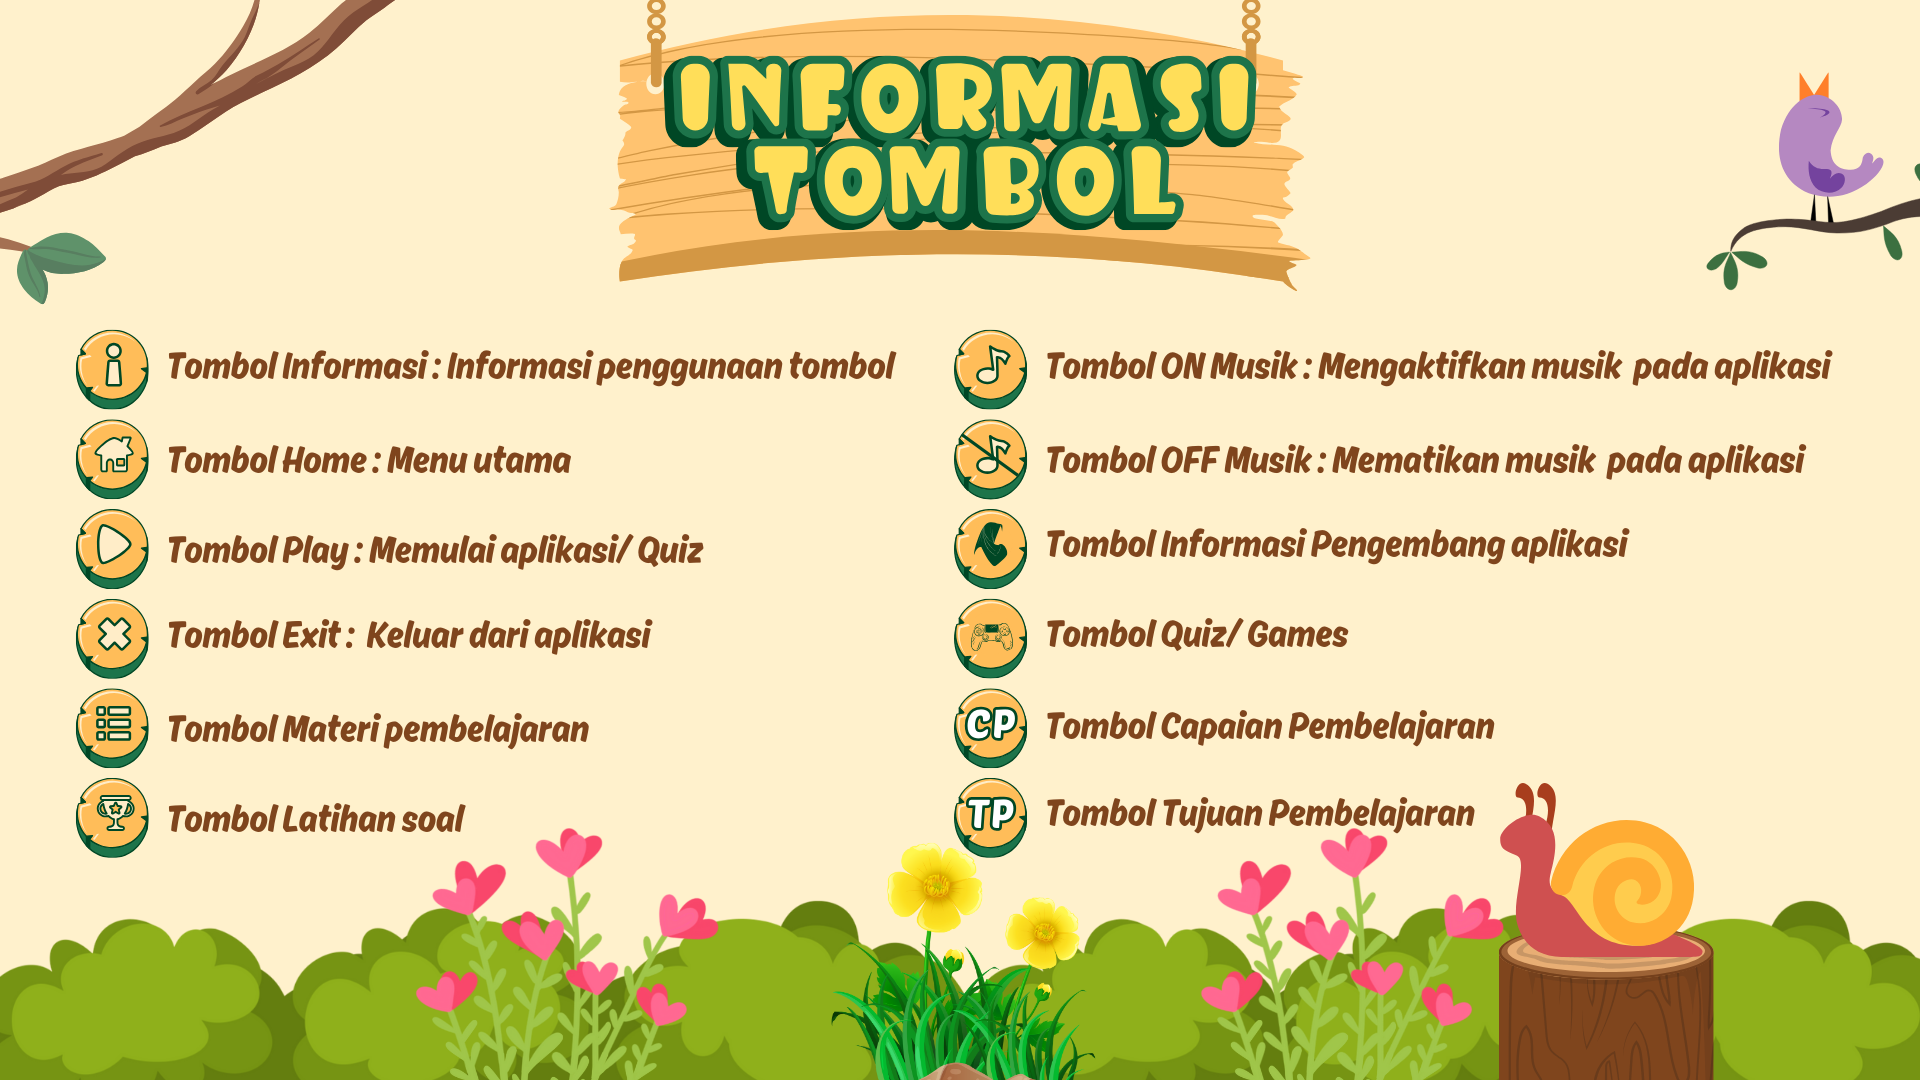 INFORMASI
TOMBOL
Tombol Informasi : Informasi penggunaan tombol
Tombol Home : Menu utama
Tombol Play : Memulai aplikasi/ Quiz
Tombol Exit : Keluar dari aplikasi
Tombol Materi pembelajaran
Tombol Latihan soal
Tombol ON Musik : Mengaktifkan musik pada aplikasi
Tombol OFF Musik : Mematikan musik pada aplikasi
Tombol Informasi Pengembang aplikasi
Tombol Quiz/ Games
CP Tombol Capaian Pembelajaran
TP Tombol Tujuan Pembelajaran